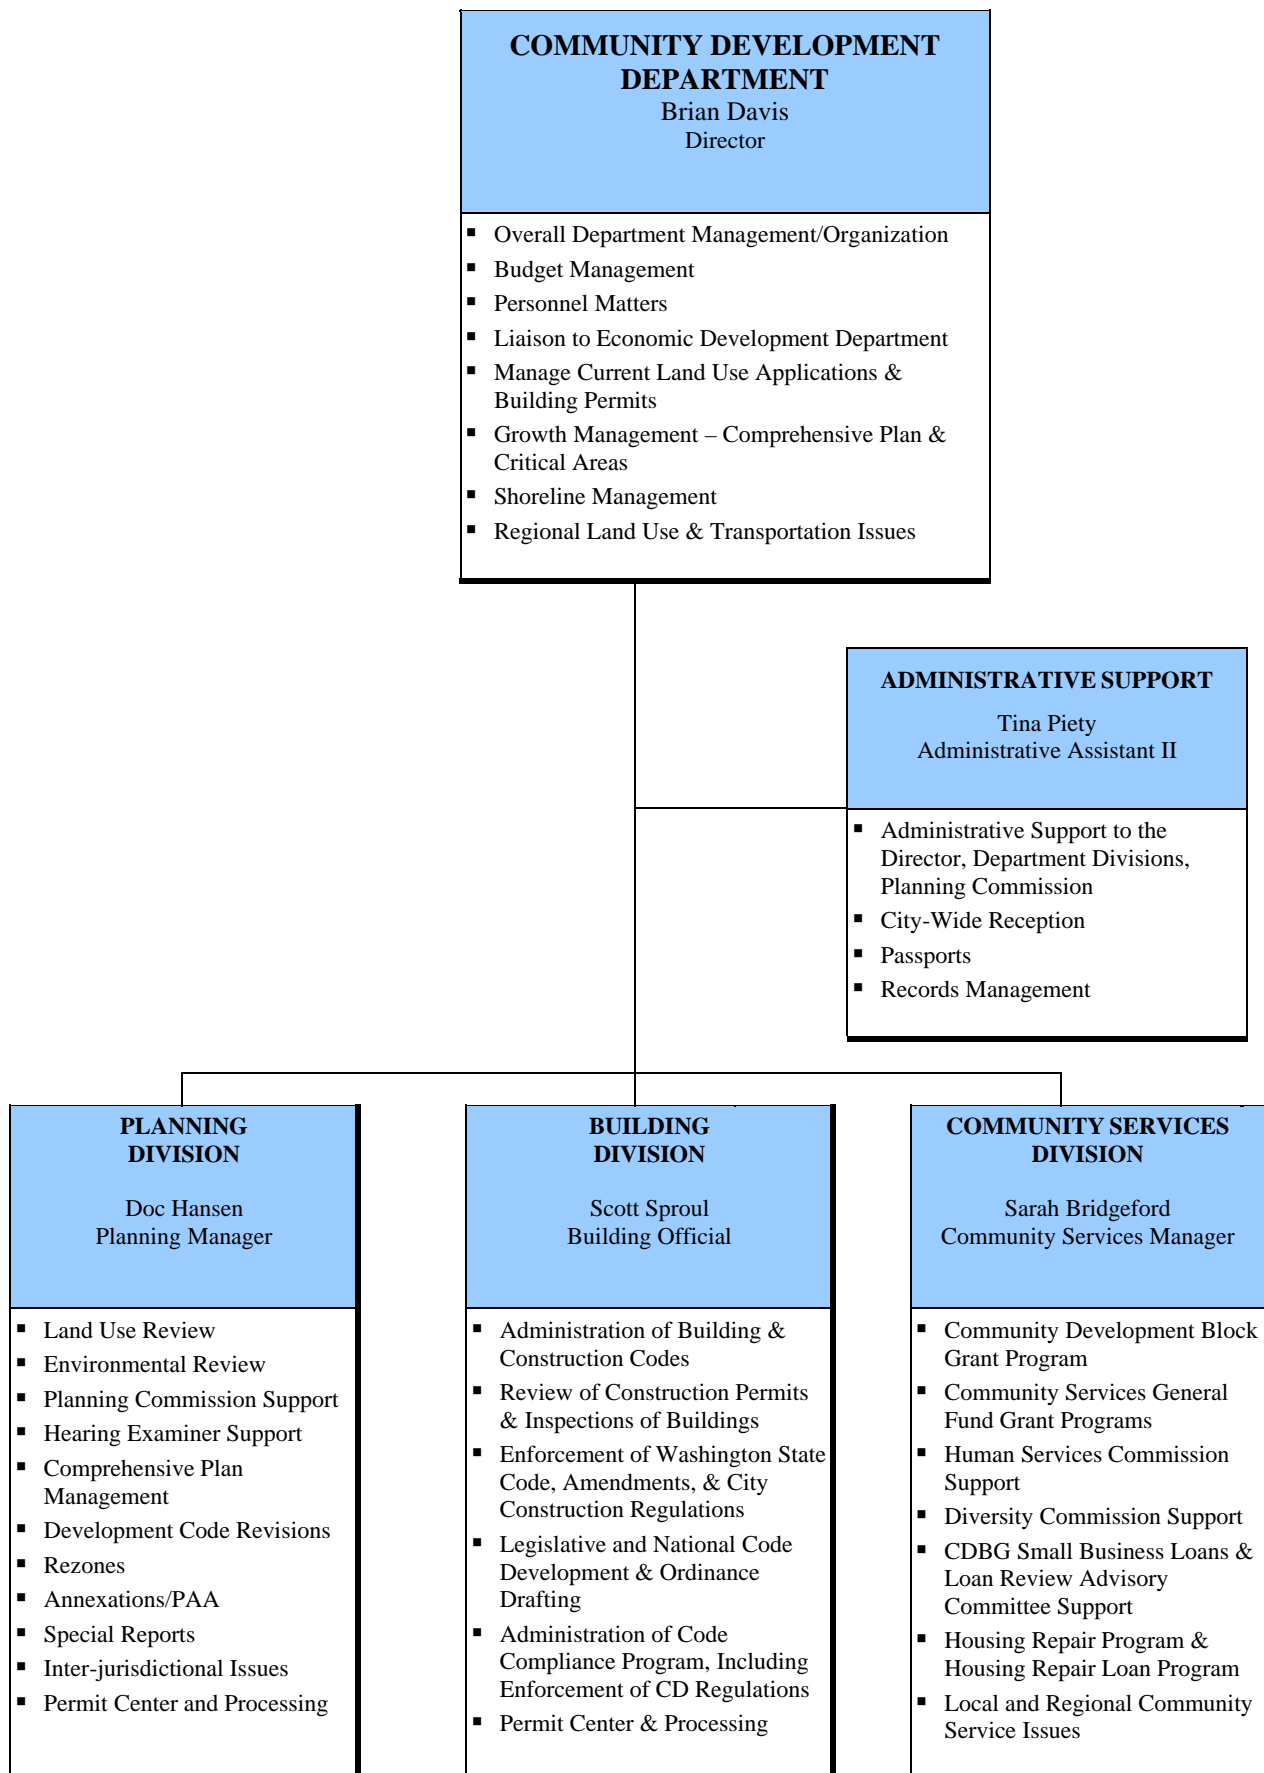 COMMUNITY DEVELOPMENT
DEPARTMENT
Brian Davis
Director
▪ Overall Department Management/Organization
▪ Budget Management
▪ Personnel Matters
▪ Liaison to Economic Development Department
▪ Manage Current Land Use Applications &
Building Permits
▪ Growth Management – Comprehensive Plan &
Critical Areas
▪ Shoreline Management
▪ Regional Land Use & Transportation Issues
ADMINISTRATIVE SUPPORT
Tina Piety
Administrative Assistant II
▪ Administrative Support to the
Director, Department Divisions,
Planning Commission
▪ City-Wide Reception
▪ Passports
▪ Records Management
PLANNING
DIVISION
Doc Hansen
Planning Manager
▪ Land Use Review
▪ Environmental Review
▪ Planning Commission Support
▪ Hearing Examiner Support
▪ Comprehensive Plan
Management
▪ Development Code Revisions
▪ Rezones
▪ Annexations/PAA
▪ Special Reports
▪ Inter-jurisdictional Issues
▪ Permit Center and Processing
BUILDING
DIVISION
Scott Sproul
Building Official
▪ Administration of Building &
Construction Codes
▪ Review of Construction Permits
& Inspections of Buildings
▪ Enforcement of Washington State
Code, Amendments, & City
Construction Regulations
▪ Legislative and National Code
Development & Ordinance
Drafting
▪ Administration of Code
Compliance Program, Including
Enforcement of CD Regulations
▪ Permit Center & Processing
COMMUNITY SERVICES
DIVISION
Sarah Bridgeford
Community Services Manager
▪ Community Development Block
Grant Program
▪ Community Services General
Fund Grant Programs
▪ Human Services Commission
Support
▪ Diversity Commission Support
▪ CDBG Small Business Loans &
Loan Review Advisory
Committee Support
▪ Housing Repair Program &
Housing Repair Loan Program
▪ Local and Regional Community
Service Issues